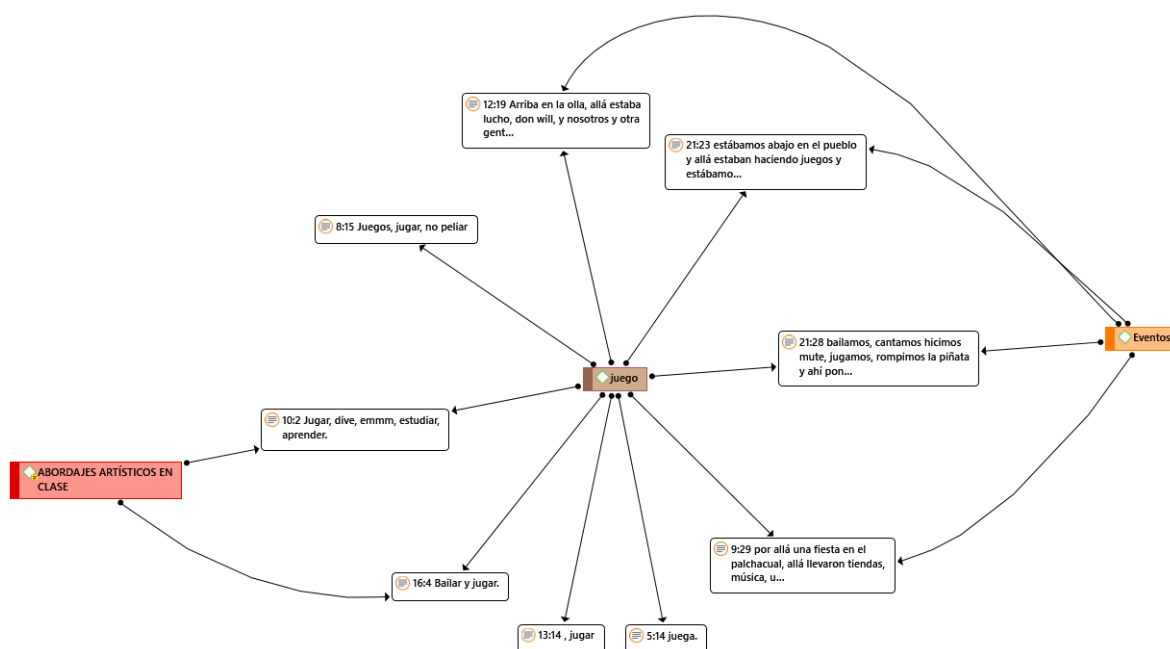 12:19 Arriba en la olla, allá estaba
lucho, don will, y nosotros y otra
gent...
21:23 estábamos abajo en el pueblo
y allá estaban haciendo juegos y
estábamo...
8:15 Juegos, jugar, no peliar
21:28 bailamos, cantamos hicimos
mute, jugamos, rompimos la piñata
y ahí pon...
Eventos
juego
10:2 Jugar, dive, emmm, estudiar,
aprender.
ABORDAJES ARTÍSTICOS EN
CLASE
9:29 por allá una fiesta en el
palchacual, allá llevaron tiendas,
música, u...
16:4 Bailar y jugar.
13:14 , jugar
5:14 juega.